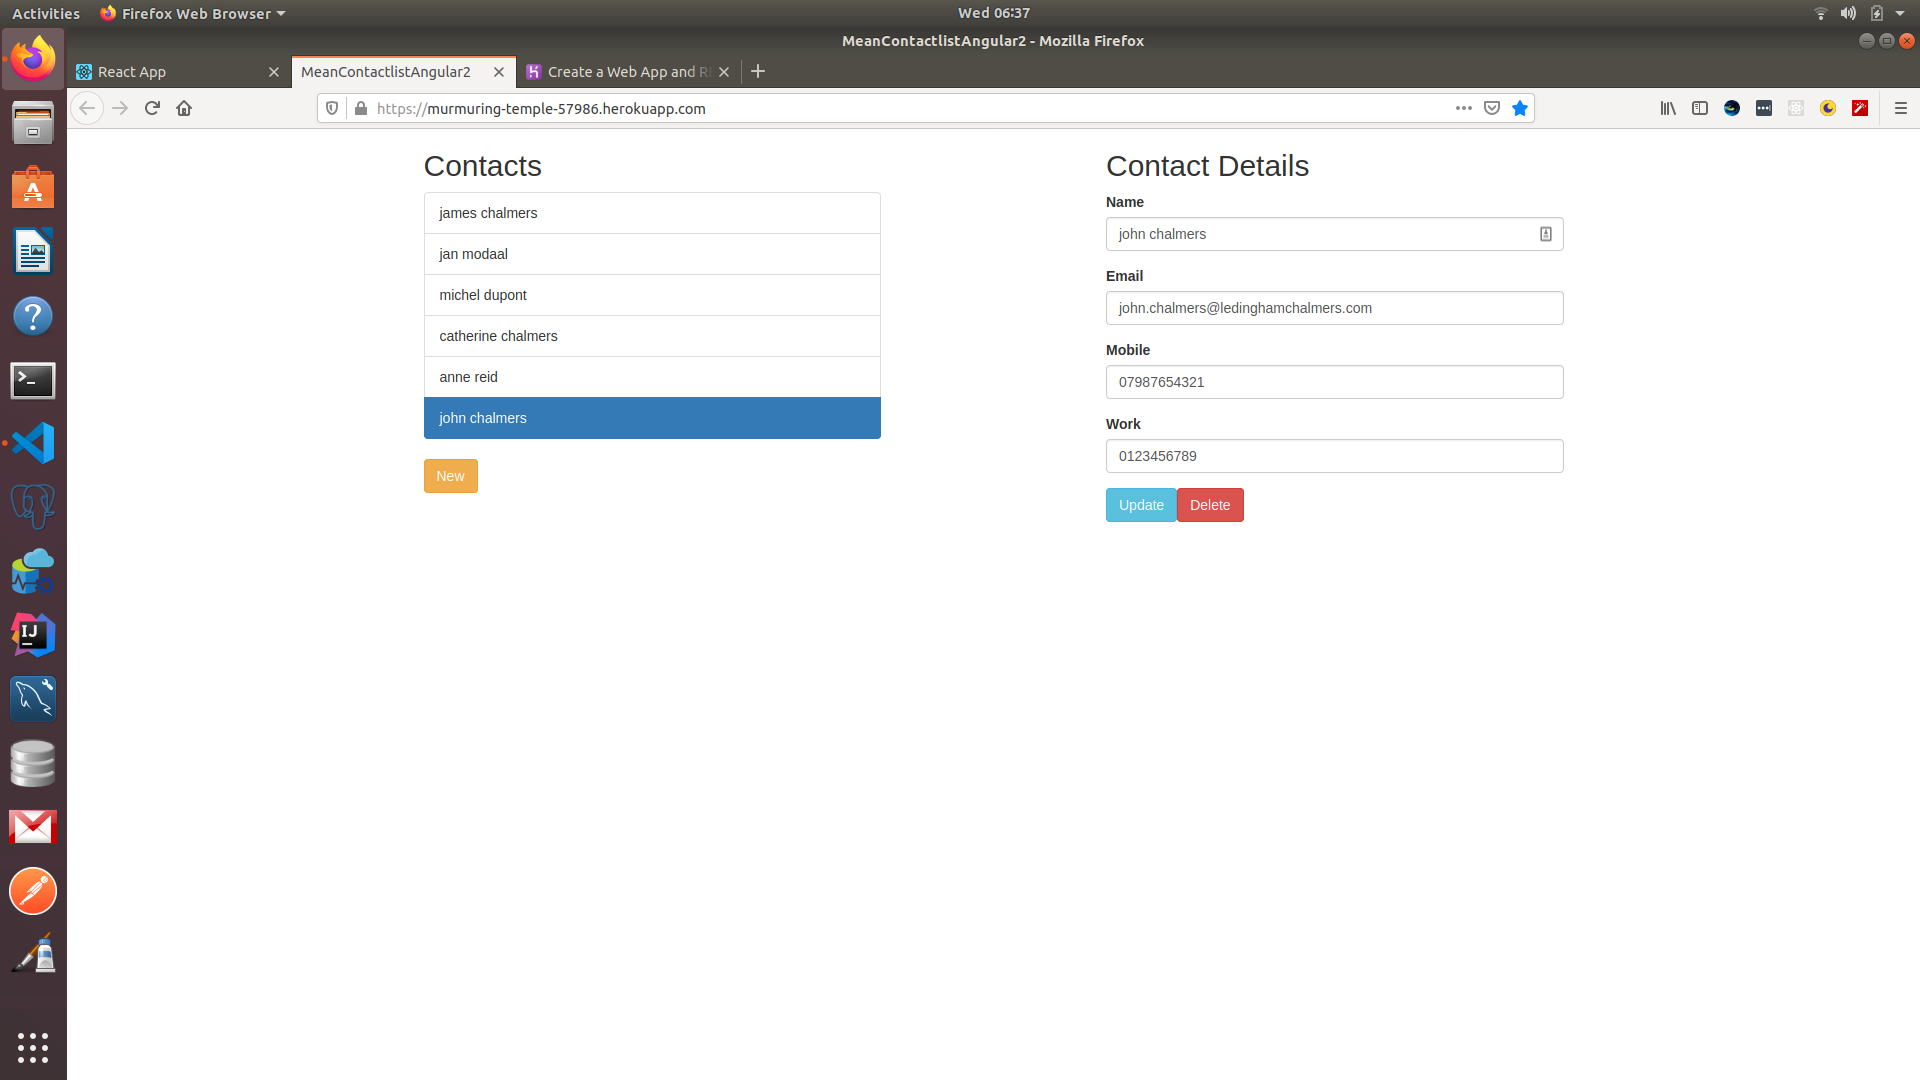 Activities
Firefox Web Browser
Wed 06:37
MeanContactlistAngular2 - Mozilla Firefox
React App
MeanContactlistAngular2
Create a Web App and
https://murmuring-temple-57986.herokuapp.com
Contacts
james chalmers
jan modaal
michel dupont
catherine chalmers
anne reid
john chalmers
New
Contact Details
Name
john chalmers
Email
john.chalmers@ledinghamchalmers.com
Mobile
07987654321
Work
0123456789
Update
Delete